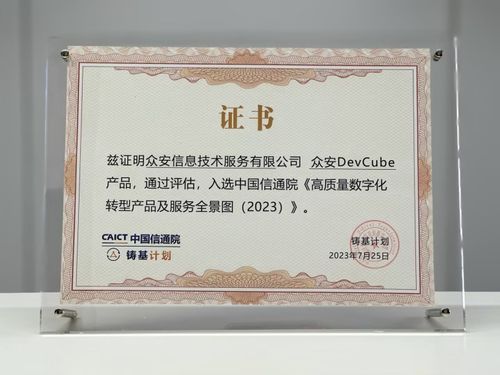 证书
兹证明众安信息技术服务有限公司 众安DevCube
产品，通过评估，入选中国信通院《高质量数字化
转型产品及服务全景图（2023）》。
CAICT 中国信通院
铸基计划
铸基计划
2023年7月25日